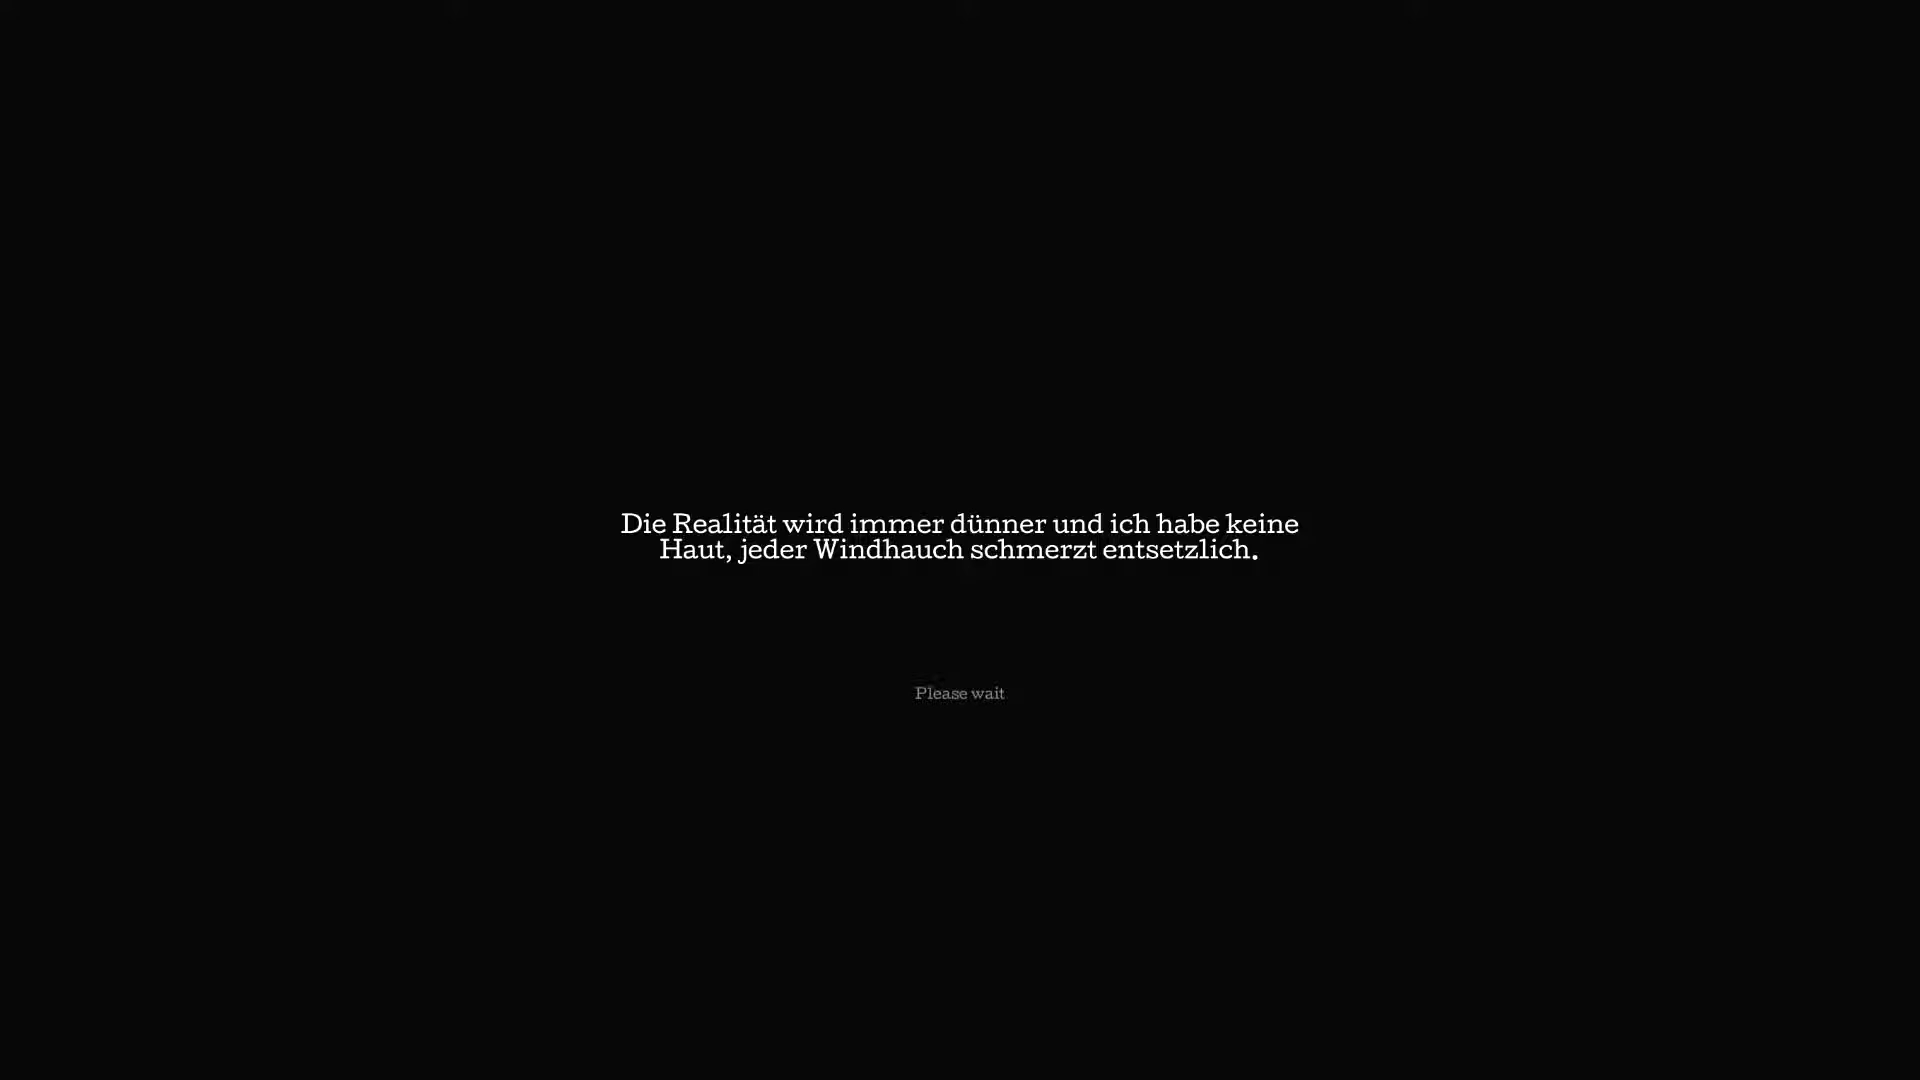 Die Realität wird immer dünner und ich habe keine
Haut, jeder Windhauch schmerzt entsetzlich.
Please wait